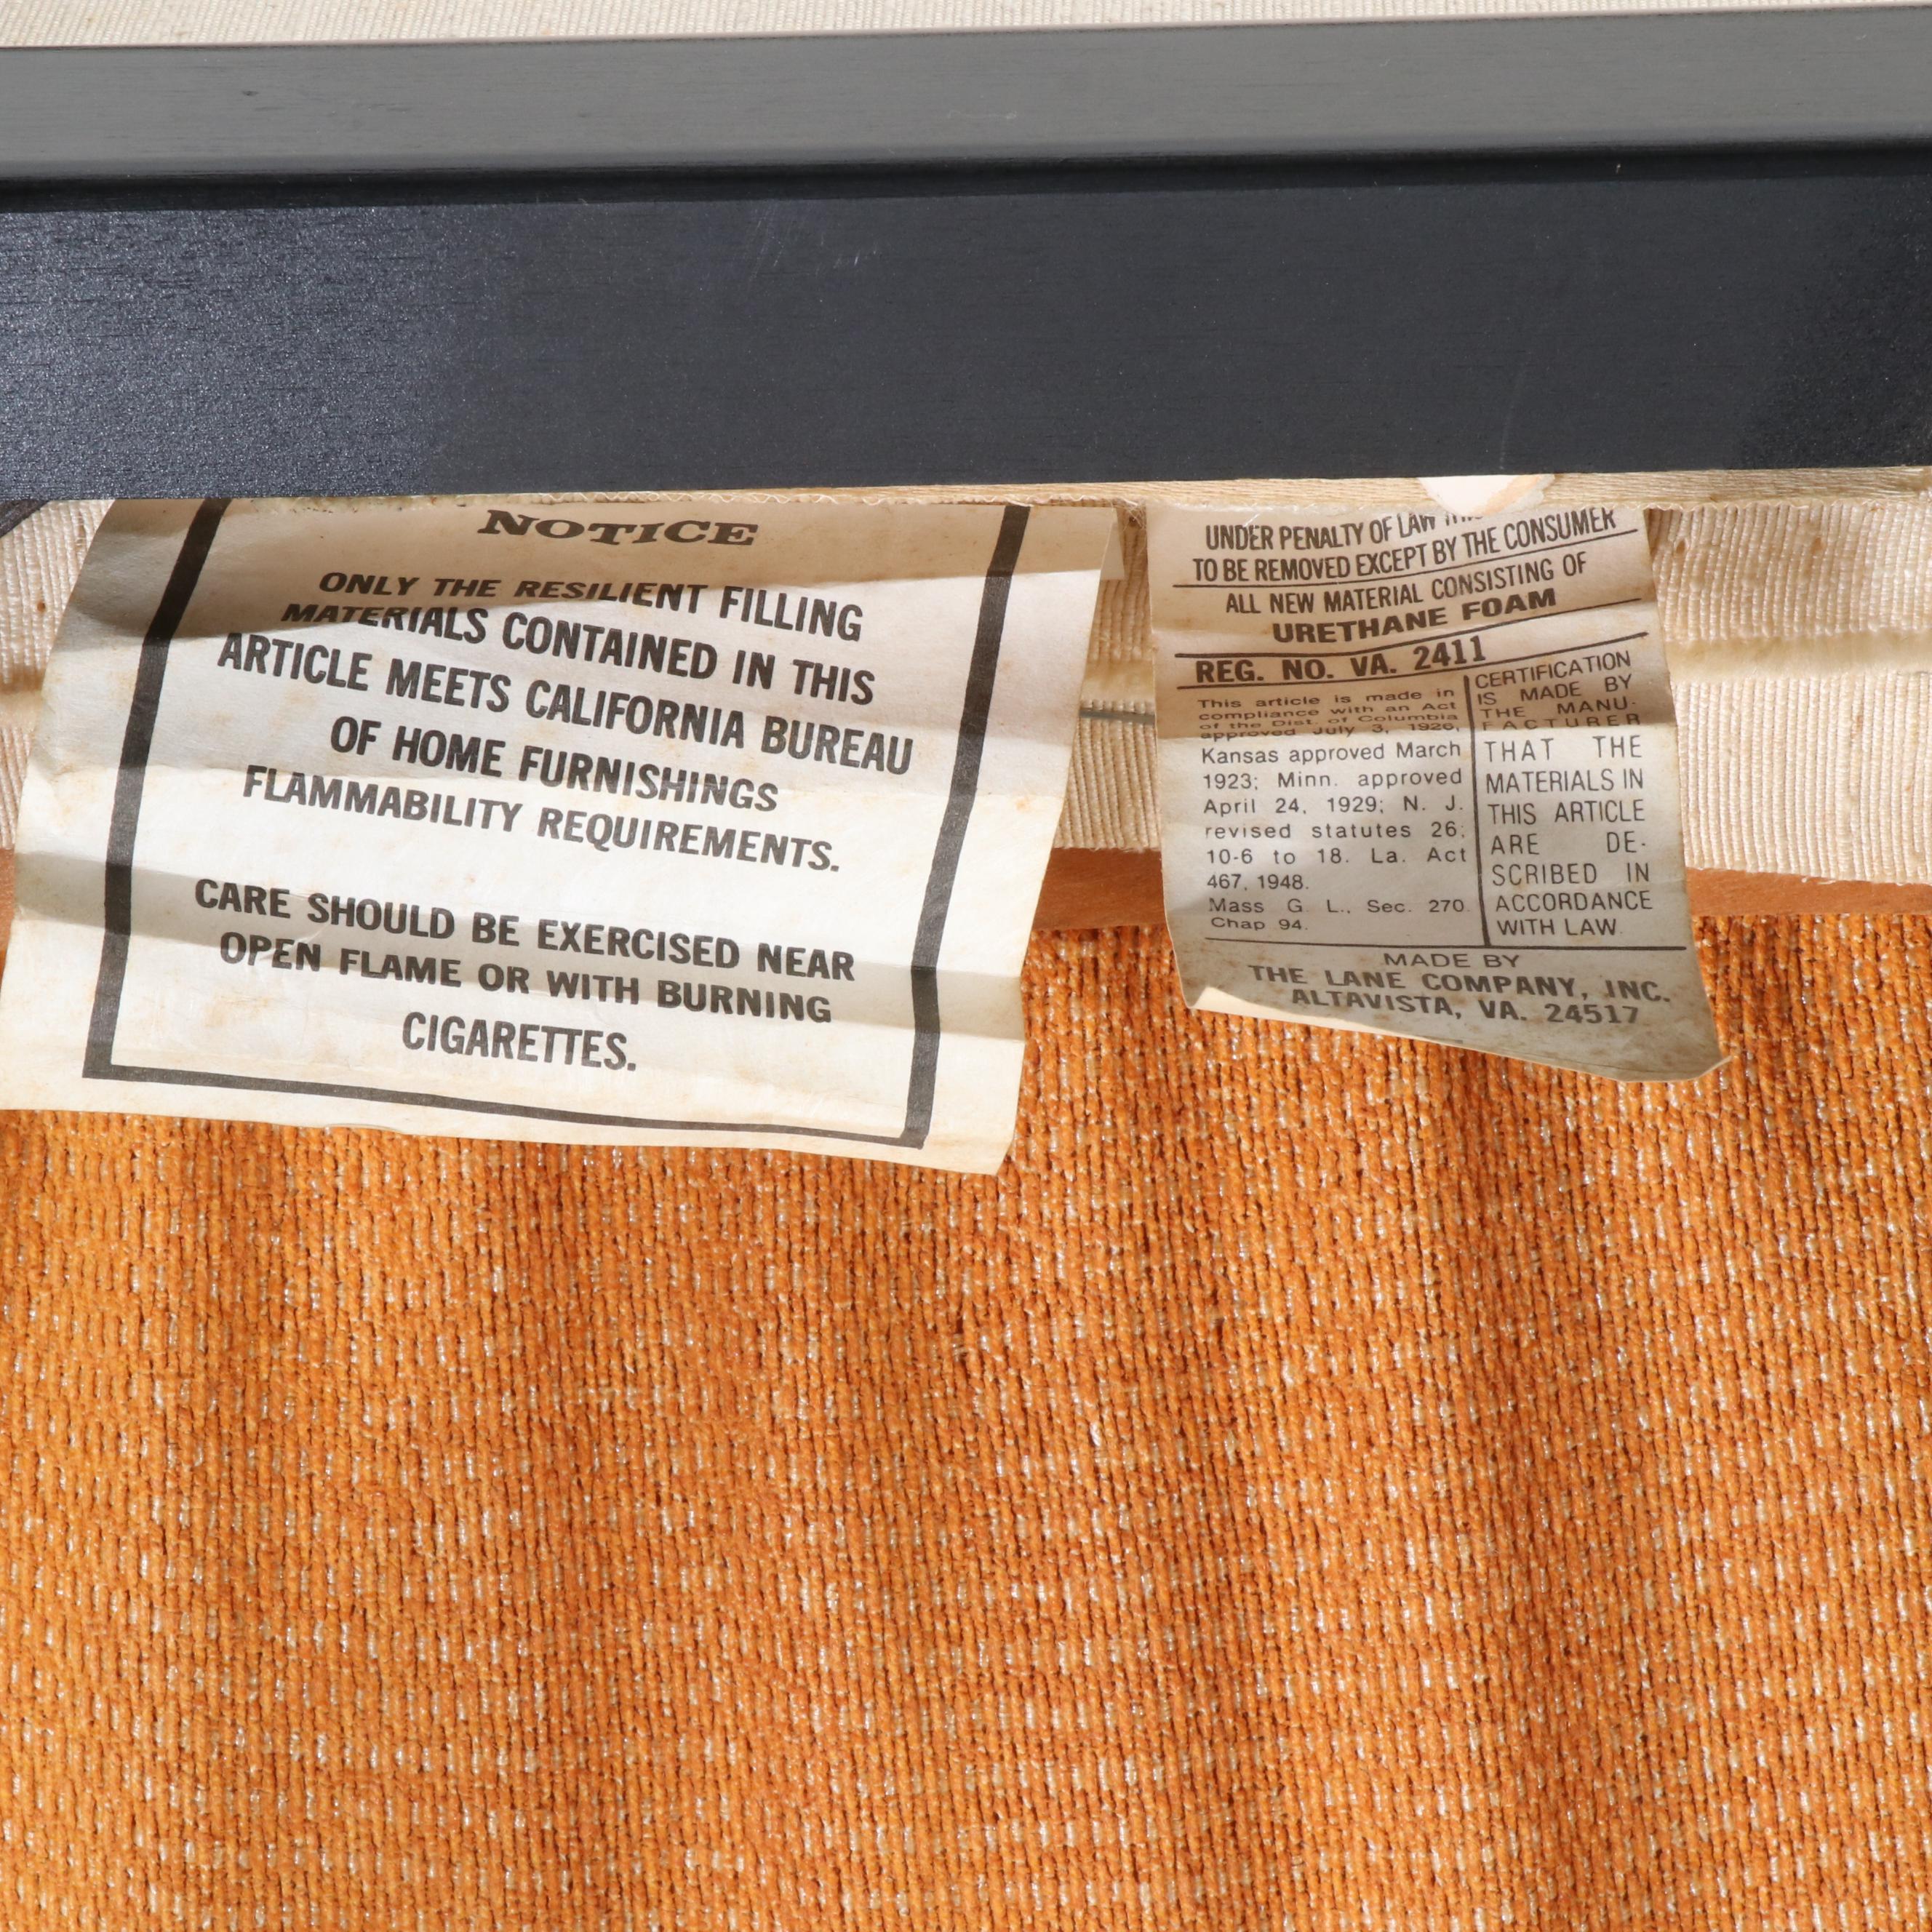 NOTICE
ONLY THE RESILIENT FILLING
MATERIALS CONTAINED IN THIS
ARTICLE MEETS CALIFORNIA BUREAU
OF HOME FURNISHINGS
FLAMMABILITY REQUIREMENTS.
CARE SHOULD BE EXERCISED NEAR
OPEN FLAME OR WITH BURNING
CIGARETTES.
UNDER PENALTY OF LAW
TO BE REMOVED EXCEPT BY THE CONSUMER
ALL NEW MATERIAL CONSISTING OF
URETHANE FOAM
REG. NO. VA. 2411
This article is made in
compliance with an Act
of the Dist. of Columbia
approved July 3, 1926,
Kansas approved March
1923; Minn. approved
April 24, 1929; N. J.
revised statutes 26;
10-6 to 18. La. Act
467, 1948.
Mass G. L., Sec. 270
Chap 94.
CERTIFICATION
IS MADE BY
THE MANU-
FACTURER
THAT THE
MATERIALS IN
THIS ARTICLE
ARE DE-
SCRIBED IN
ACCORDANCE
WITH LAW.
MADE BY
THE LANE COMPANY, INC.
ALTAVISTA, VA. 24517